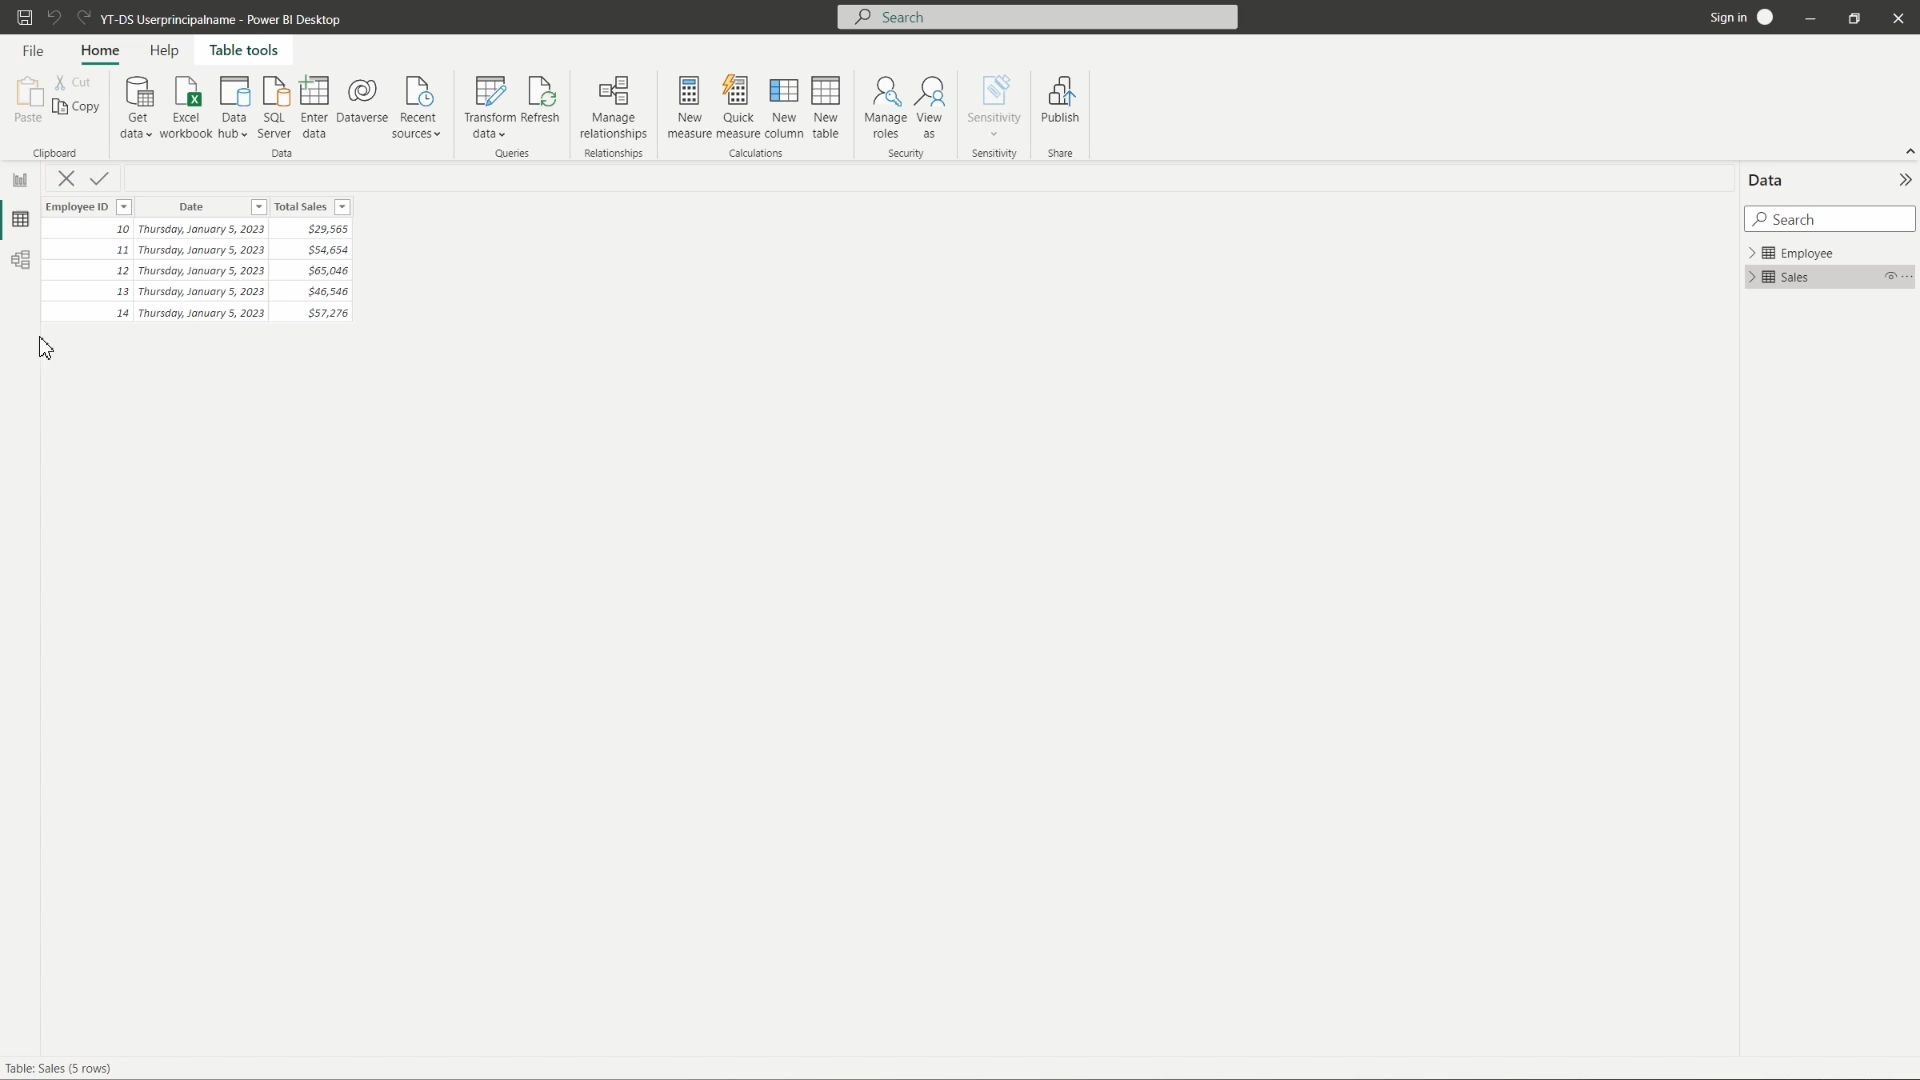 YT-DS Userprincipalname - Power BI Desktop
Search
Sign in
File
Home
Help
Table tools
Paste
Cut
Copy
Clipboard
Get data
Excel workbook
Data hub
SQL Server
Enter data
Dataverse
Recent sources
Data
Transform data
Refresh
Queries
Manage relationships
Relationships
New measure
Quick measure
New column
New table
Calculations
Manage roles
View as
Security
Sensitivity
Sensitivity
Publish
Share
Employee ID Date Total Sales
10 Thursday, January 5, 2023 $29,565
11 Thursday, January 5, 2023 $54,654
12 Thursday, January 5, 2023 $65,046
13 Thursday, January 5, 2023 $46,546
14 Thursday, January 5, 2023 $57,276
Data
Search
Employee
Sales
Table: Sales (5 rows)